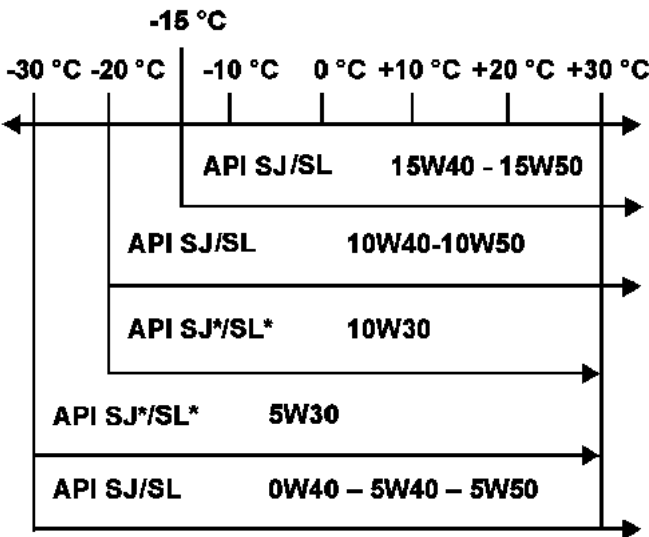 -15 °C
-30 °C -20 °C -10 °C 0 °C +10 °C +20 °C +30 °C
API SJ/SL 15W40 - 15W50
API SJ/SL 10W40-10W50
API SJ*/SL* 10W30
API SJ*/SL* 5W30
API SJ/SL 0W40 – 5W40 – 5W50